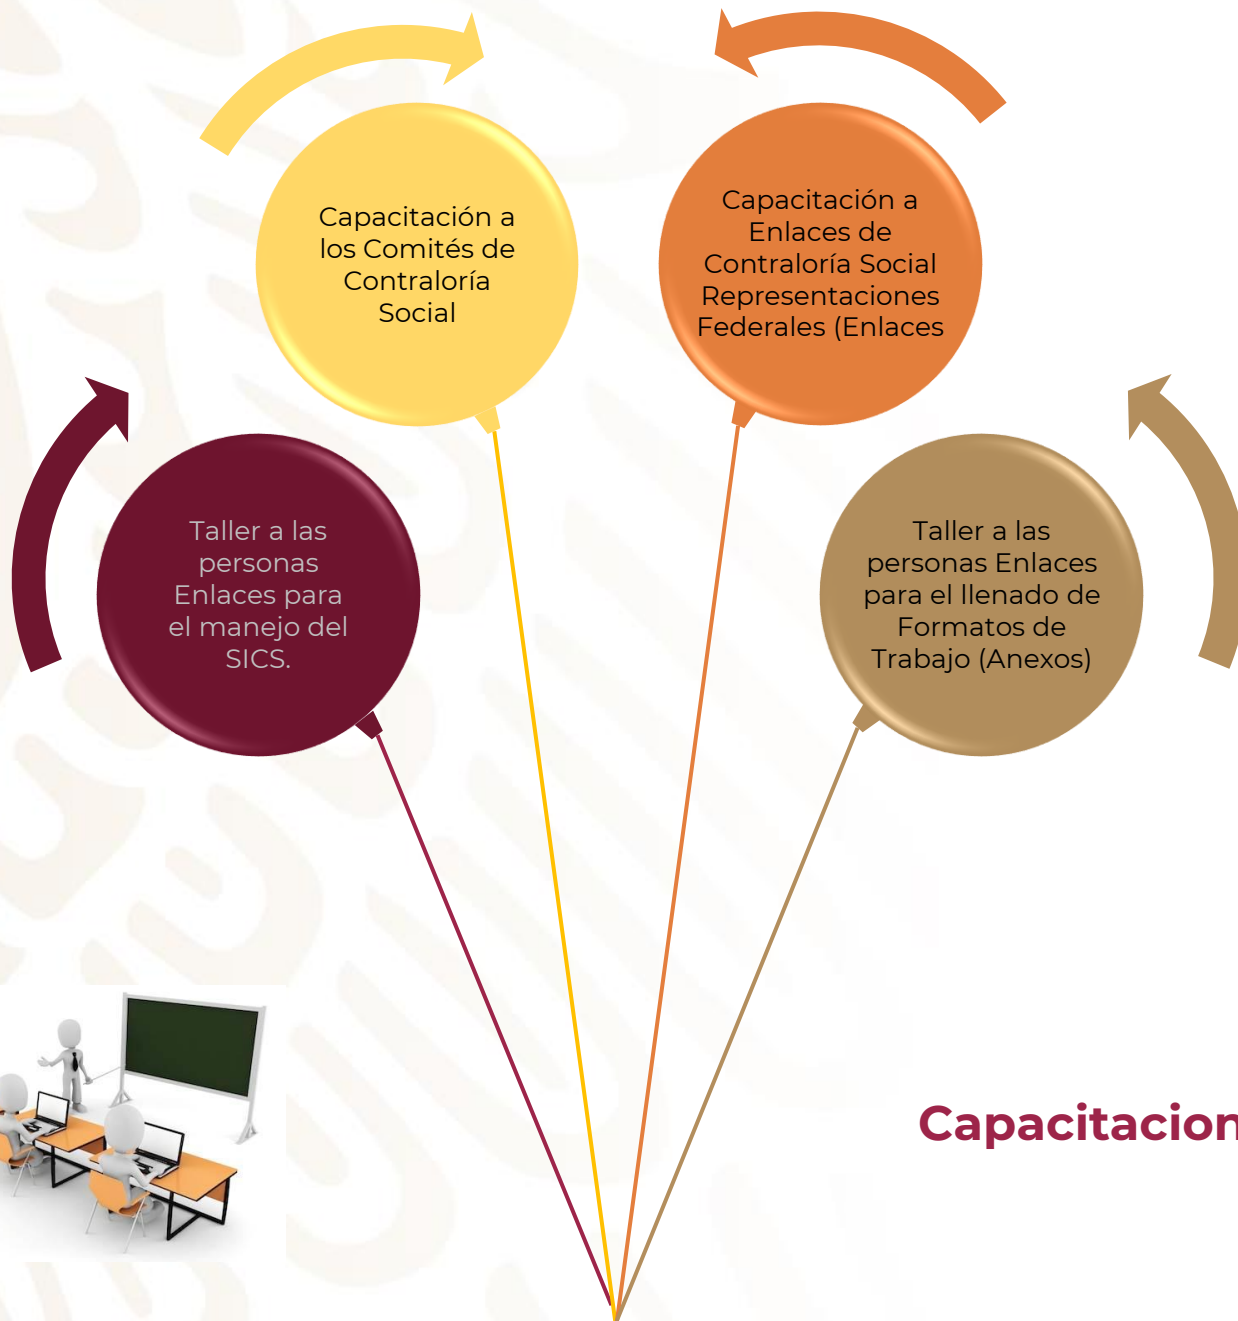 Capacitación a
los Comités de
Contraloría
Social
Capacitación a
Enlaces de
Contraloría Social
Representaciones
Federales (Enlaces
Taller a las
personas
Enlaces para
el manejo del
SICS.
Taller a las
personas Enlaces
para el llenado de
Formatos de
Trabajo (Anexos)
Capacitacion